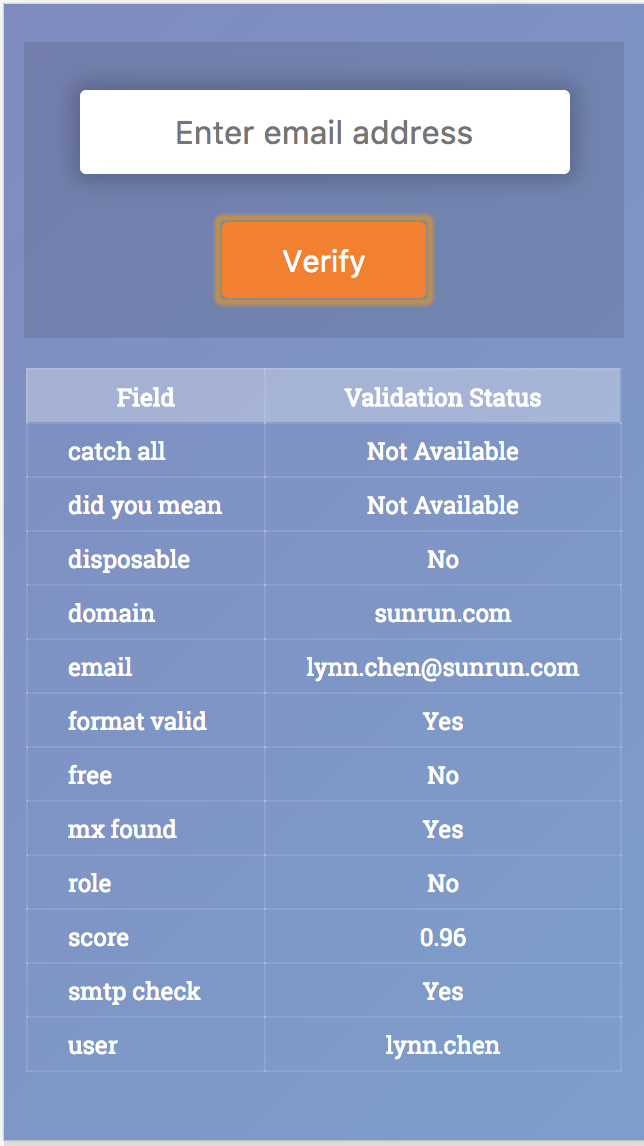 Enter email address
Verify
Field Validation Status
catch all Not Available
did you mean Not Available
disposable No
domain sunrun.com
email lynn.chen@sunrun.com
format valid Yes
free No
mx found Yes
role No
score 0.96
smtp check Yes
user lynn.chen